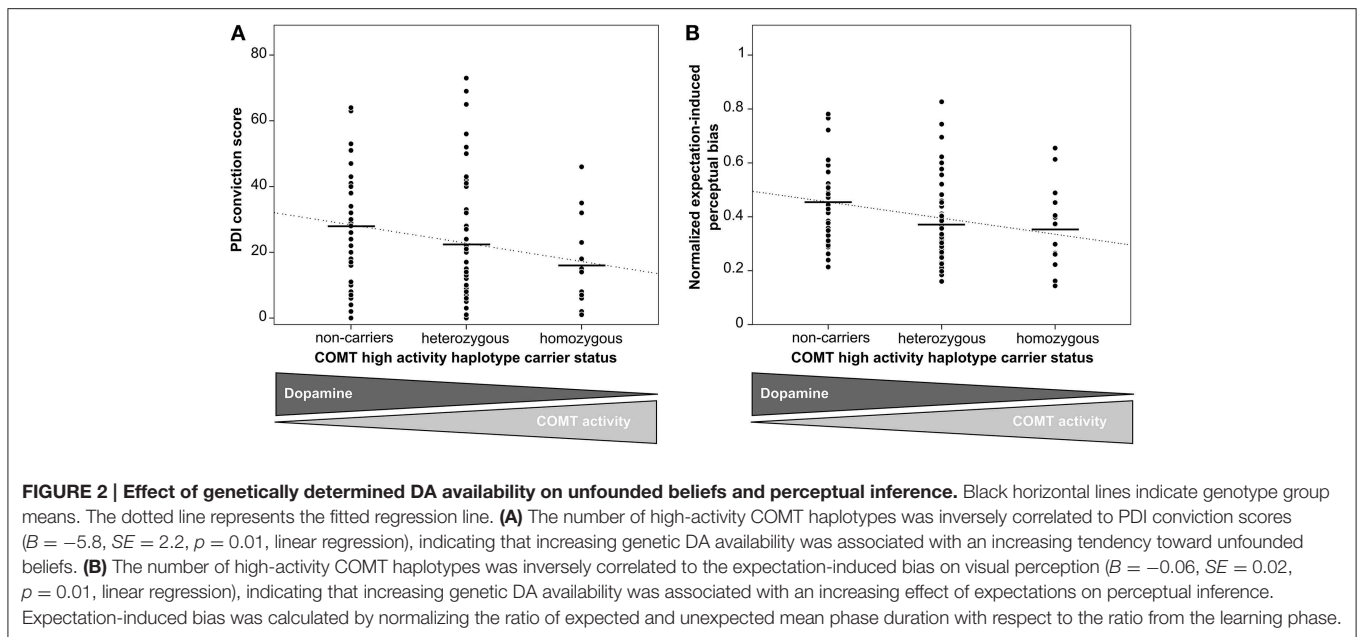 A
80
60
40
20
0
PDI conviction score
non-carriers heterozygous homozygous
COMT high activity haplotype carrier status
Dopamine
COMT activity
B
1
0.8
0.6
0.4
0.2
0
Normalized expectation-induced
perceptual bias
non-carriers heterozygous homozygous
COMT high activity haplotype carrier status
Dopamine
COMT activity
FIGURE 2 | Effect of genetically determined DA availability on unfounded beliefs and perceptual inference. Black horizontal lines indicate genotype group
means. The dotted line represents the fitted regression line. (A) The number of high-activity COMT haplotypes was inversely correlated to PDI conviction scores
(B = −5.8, SE = 2.2, p = 0.01, linear regression), indicating that increasing genetic DA availability was associated with an increasing tendency toward unfounded
beliefs. (B) The number of high-activity COMT haplotypes was inversely correlated to the expectation-induced bias on visual perception (B = −0.06, SE = 0.02,
p = 0.01, linear regression), indicating that increasing genetic DA availability was associated with an increasing effect of expectations on perceptual inference.
Expectation-induced bias was calculated by normalizing the ratio of expected and unexpected mean phase duration with respect to the ratio from the learning phase.